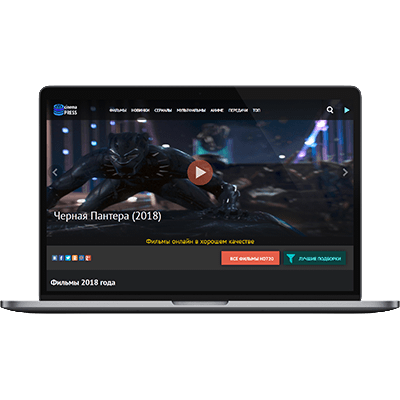 cinema
PRESS
ФИЛЬМЫ НОВИНКИ СЕРИАЛЫ МУЛЬТФИЛЬМЫ АНИМЕ ПЕРЕДАЧИ ТОП
Черная Пантера (2018)
Фильмы онлайн в хорошем качестве
ВСЕ ФИЛЬМЫ HD720
ЛУЧШИЕ ПОДБОРКИ
Фильмы 2018 года